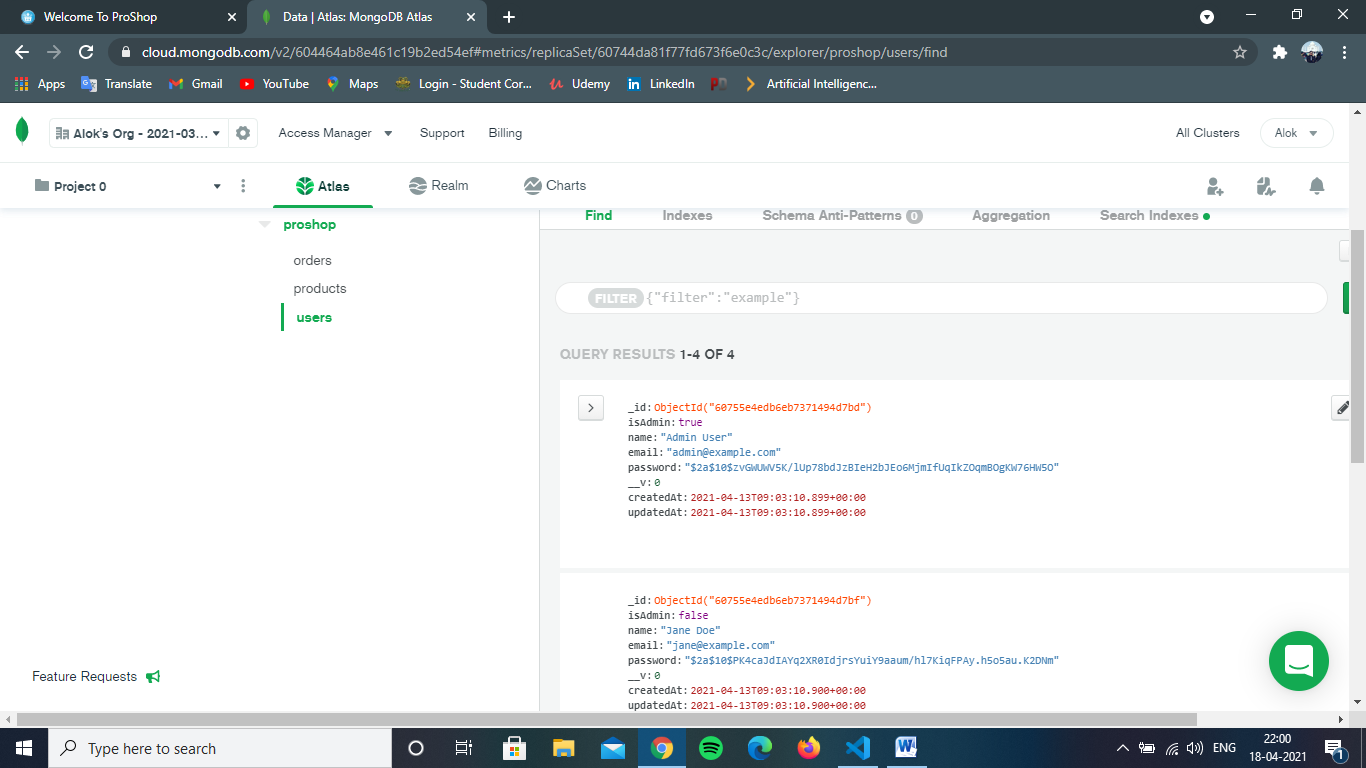 Welcome To ProShop
Data | Atlas: MongoDB Atlas
cloud.mongodb.com/v2/604464ab8e461c19b2ed54ef#metrics/replicaSet/60744da81f77fd673f6e0c3c/explorer/proshop/users/find
Apps
Translate
Gmail
YouTube
Maps
Login - Student Cor...
Udemy
LinkedIn
Artificial Intelligenc...
Alok's Org - 2021-03...
Access Manager
Support
Billing
All Clusters
Alok
Project 0
Atlas
Realm
Charts
proshop
orders
products
users
Find
Indexes
Schema Anti-Patterns 0
Aggregation
Search Indexes
FILTER {"filter":"example"}
QUERY RESULTS 1-4 OF 4
_id: ObjectId("60755e4edb6eb7371494d7bd")
isAdmin: true
name: "Admin User"
email: "admin@example.com"
password: "$2a$10$zvGWUWV5K/lUp78bdJzBIeH2bJEo6MjmIfUqIkZOqmBOgKW76HW5O"
__v: 0
createdAt: 2021-04-13T09:03:10.899+00:00
updatedAt: 2021-04-13T09:03:10.899+00:00
_id: ObjectId("60755e4edb6eb7371494d7bf")
isAdmin: false
name: "Jane Doe"
email: "jane@example.com"
password: "$2a$10$PK4caJdIAYq2XR0IdjrsYuiY9aaum/hl7KiqFPAy.h5o5au.K2DNm"
__v: 0
createdAt: 2021-04-13T09:03:10.900+00:00
updatedAt: 2021-04-13T09:03:10.900+00:00
Feature Requests
Type here to search
ENG
22:00
18-04-2021
1